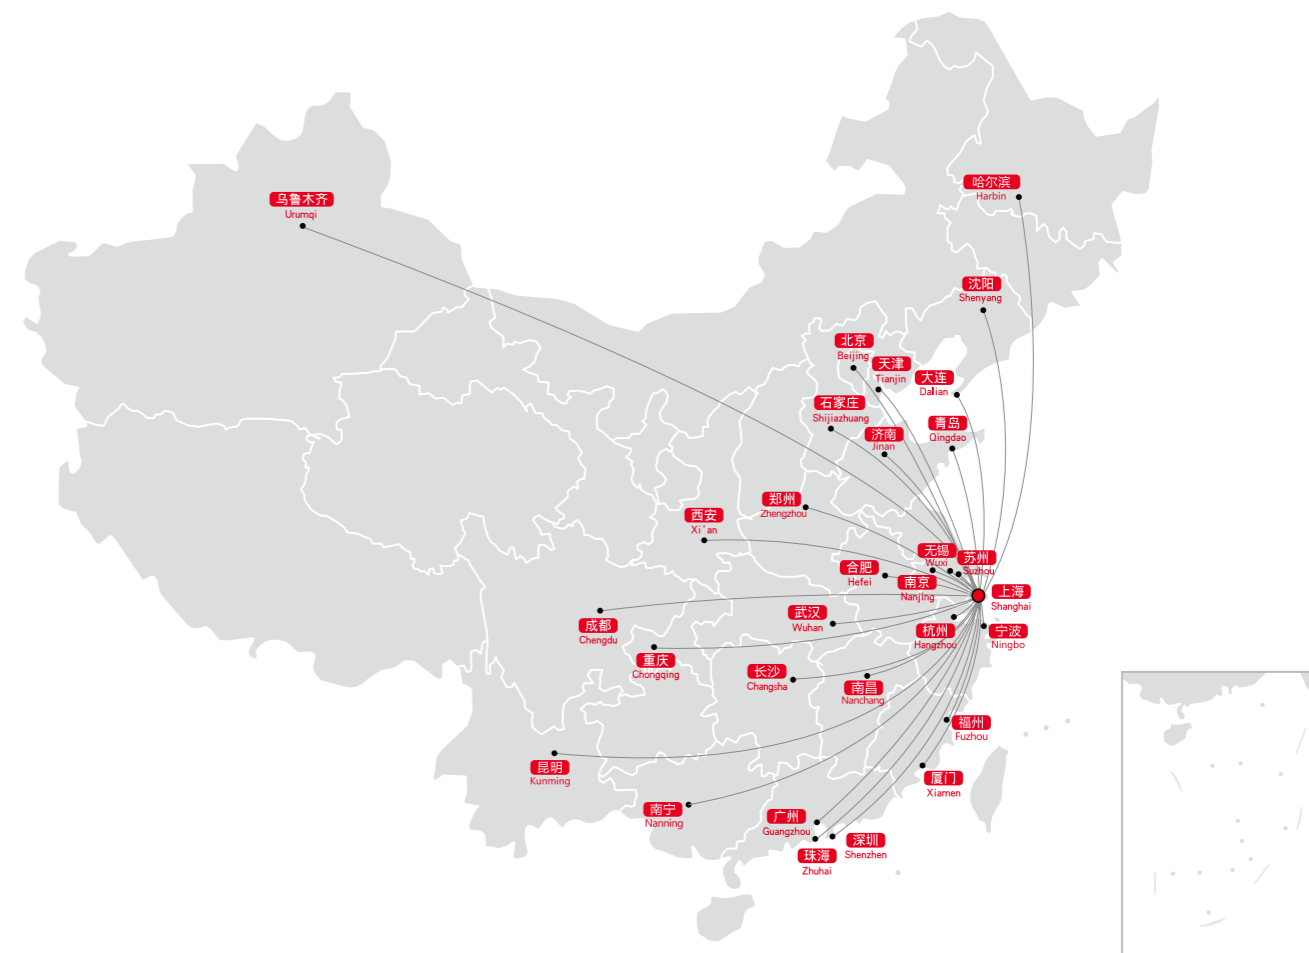 哈尔滨
Harbin
乌鲁木齐
Urumqi
沈阳
Shenyang
北京
Beijing
天津
Tianjin
大连
Dalian
石家庄
Shijiazhuang
青岛
Qingdao
济南
Jinan
郑州
Zhengzhou
西安
Xi'an
无锡
Wuxi
苏州
Suzhou
合肥
Hefei
南京
Nanjing
上海
Shanghai
武汉
Wuhan
成都
Chengdu
杭州
Hangzhou
宁波
Ningbo
重庆
Chongqing
长沙
Changsha
南昌
Nanchang
福州
Fuzhou
昆明
Kunming
厦门
Xiamen
南宁
Nanning
广州
Guangzhou
深圳
Shenzhen
珠海
Zhuhai